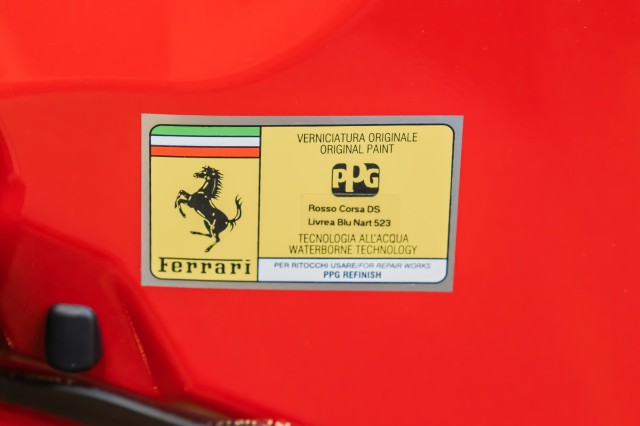 VERNICIATURA ORIGINALE
ORIGINAL PAINT
PPG
Rosso Corsa DS
Livrea Blu Nart 523
TECNOLOGIA ALL'ACQUA
WATERBORNE TECHNOLOGY
Ferrari
PER RITOCCHI USARE/FOR REPAIR WORKS
PPG REFINISH